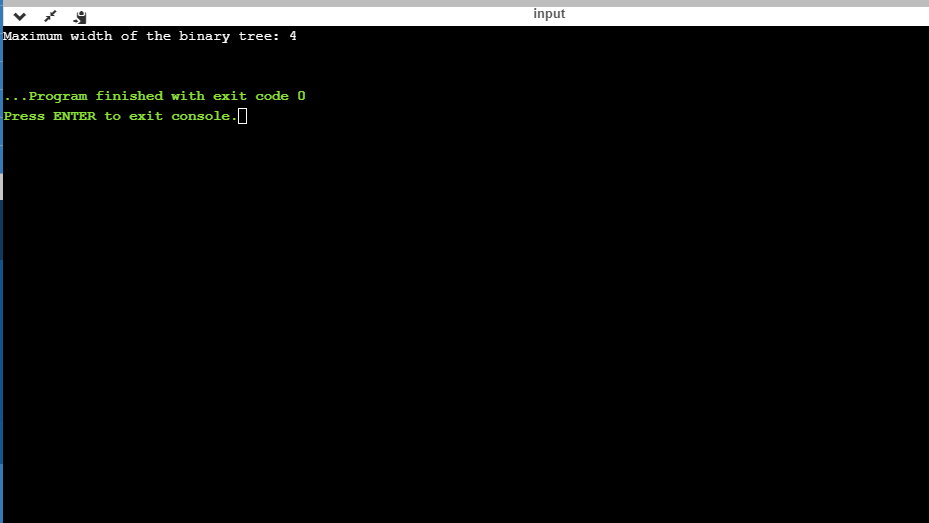 input
Maximum width of the binary tree: 4
...Program finished with exit code 0
Press ENTER to exit console.